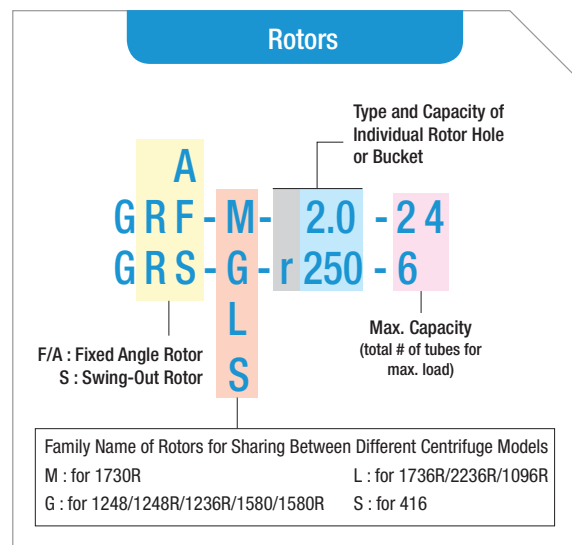 Rotors
Type and Capacity of
Individual Rotor Hole
or Bucket
A
GRF-M- 2.0 -24
GRS-G-r250 -6
L
S
F/A : Fixed Angle Rotor
S : Swing-Out Rotor
Max. Capacity
(total # of tubes for
max. load)
Family Name of Rotors for Sharing Between Different Centrifuge Models
M : for 1730R
L : for 1736R/2236R/1096R
G : for 1248/1248R/1236R/1580/1580R
S : for 416